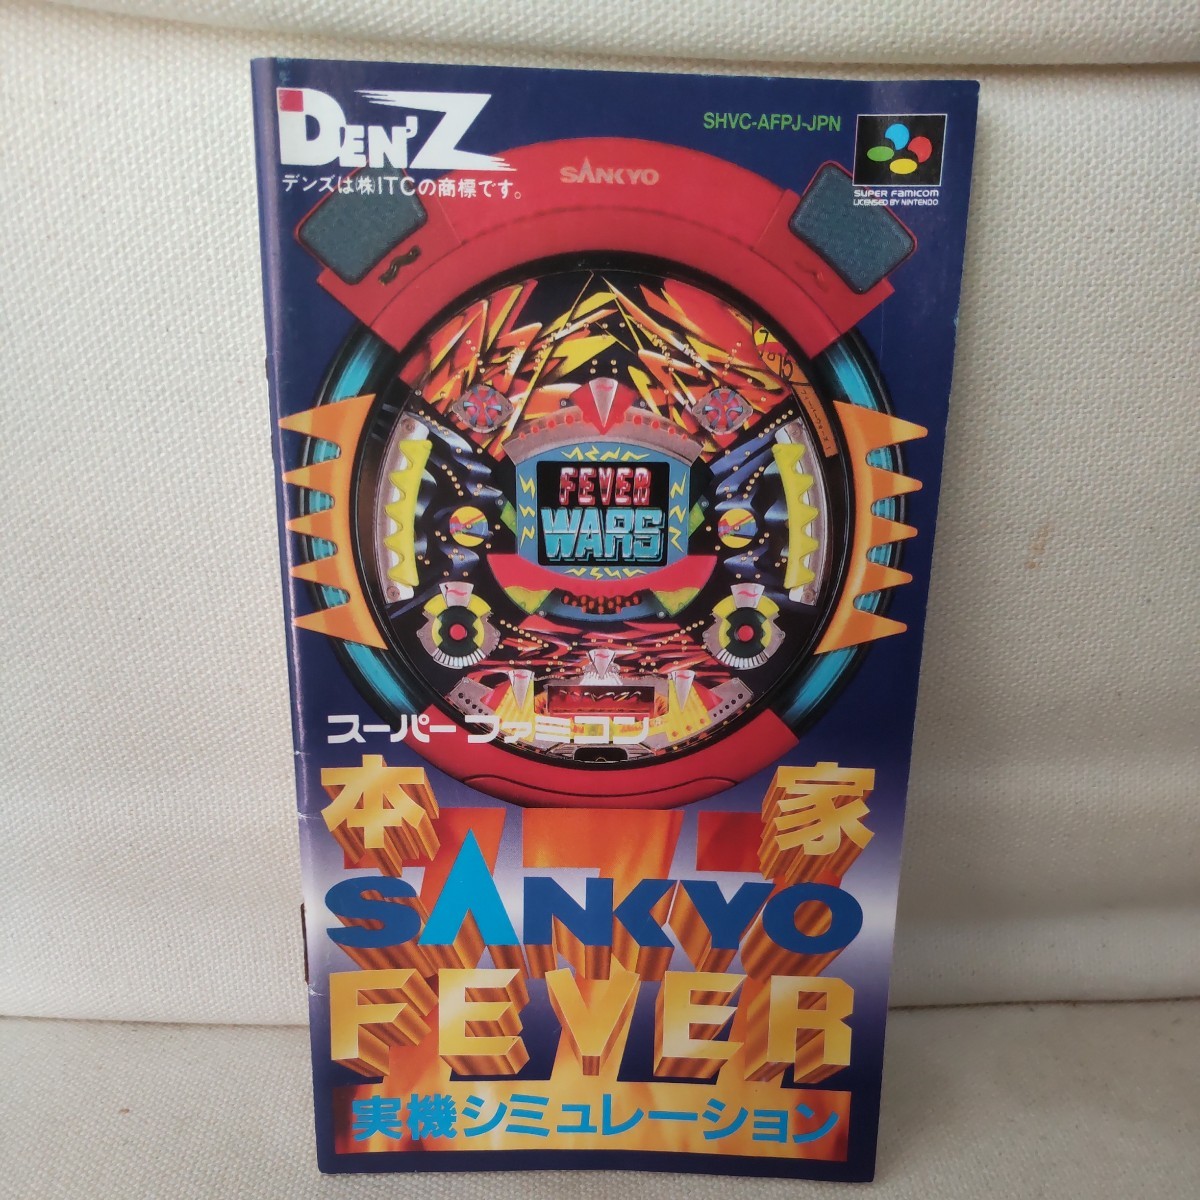 DEN'Z
デンズは㈱ITCの商標です。
SHVC-AFPJ-JPN
SUPER FAMICOM
LICENSED BY NINTENDO
SANKYO
FEVER
WARS
スーパーファミコン
本家
SANKYO
FEVER
実機シミュレーション